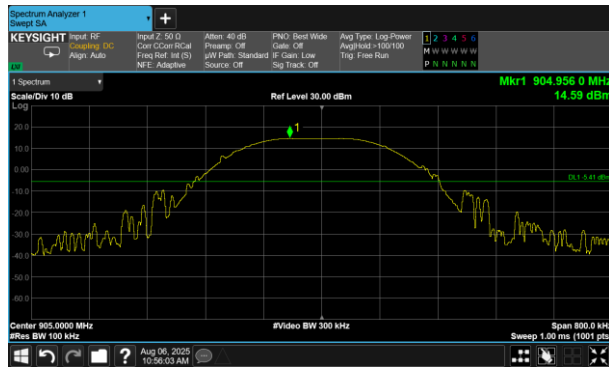 Spectrum Analyzer 1
Swept SA
+
KEYSIGHT Input: RF Input Z: 50 Ω Atten: 40 dB PNO: Best Wide Avg Type: Log-Power 1 2 3 4 5 6
Coupling: DC Corr CCorr RCal Preamp: Off Gate: Off Avg|Hold:>100/100 M W W W W W
Align: Auto Freq Ref: Int (S) µW Path: Standard IF Gain: Low Trig: Free Run
NFE: Adaptive Source: Off Sig Track: Off P N N N N N
1 Spectrum Mkr1 904.956 0 MHz
Scale/Div 10 dB Ref Level 30.00 dBm 14.59 dBm
Log
20.0 1
10.0
0.00
DL1 -5.41 dBm
-10.0
-20.0
-30.0
-40.0
-50.0
-60.0
Center 905.0000 MHz #Video BW 300 kHz Span 800.0 kHz
#Res BW 100 kHz Sweep 1.00 ms (1001 pts)
? Aug 06, 2025
10:56:03 AM